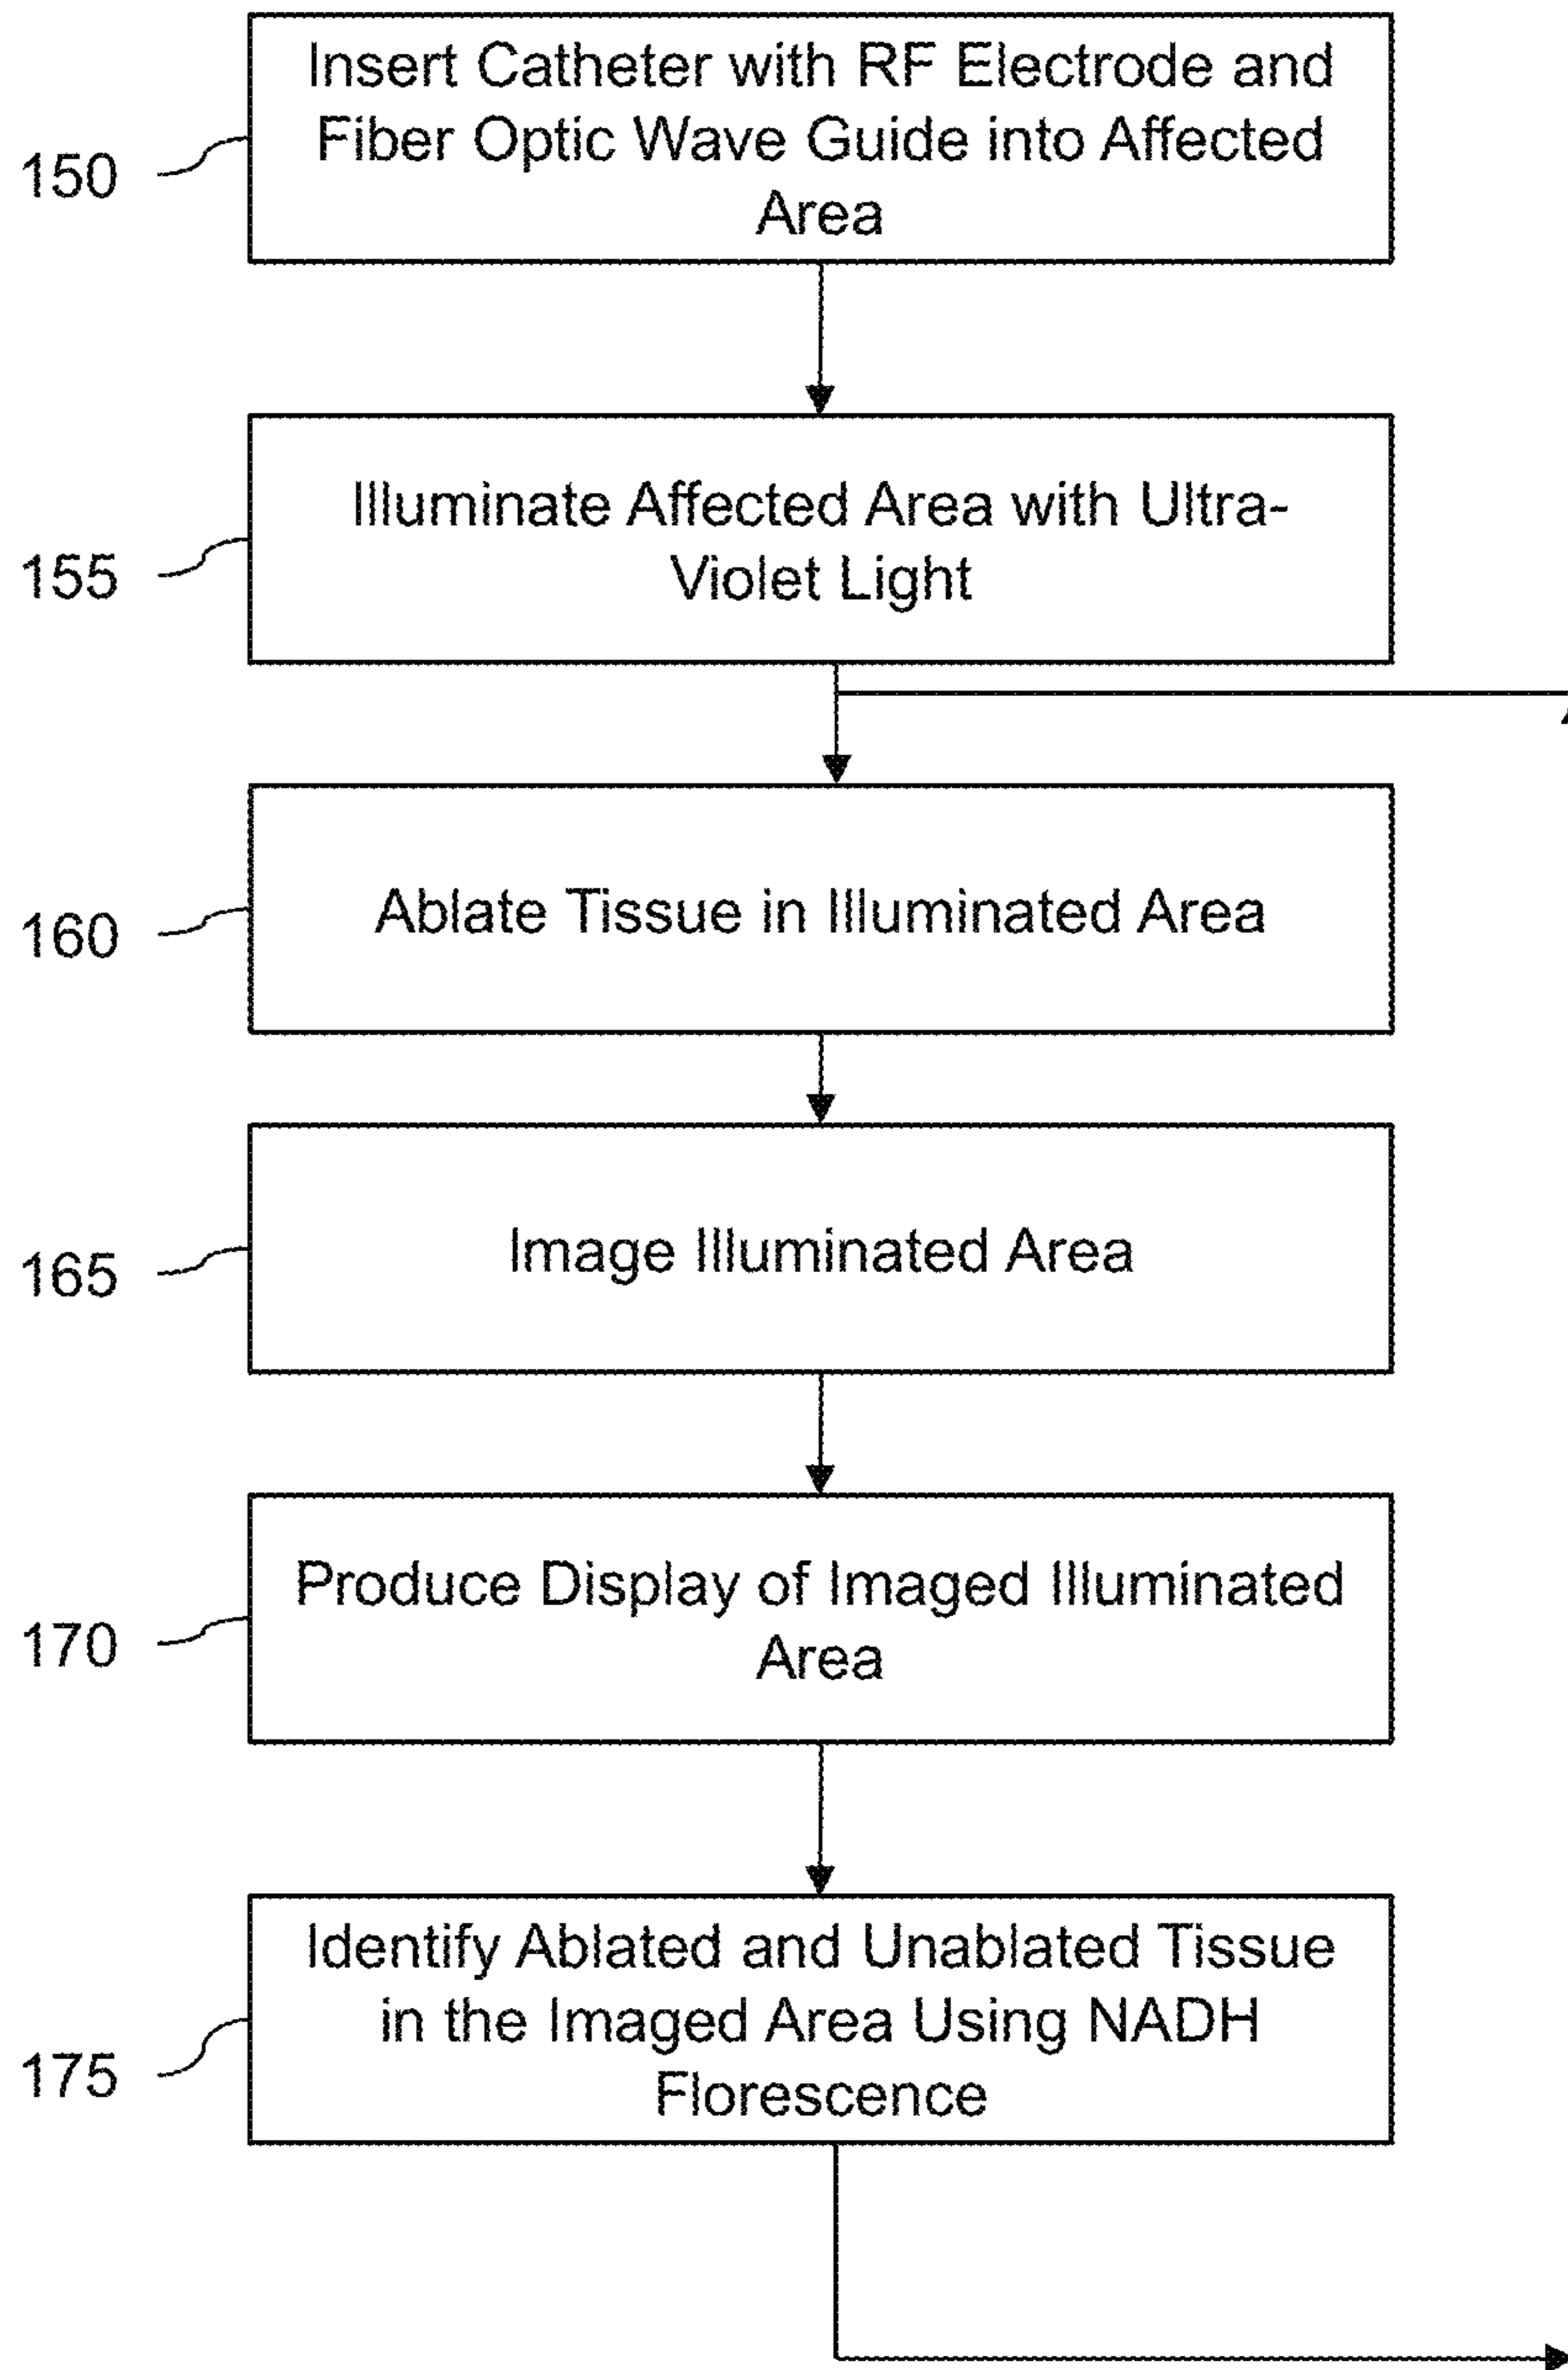 Insert Catheter with RF Electrode and
Fiber Optic Wave Guide into Affected
Area
150
Illuminate Affected Area with Ultra-
Violet Light
155
Ablate Tissue in Illuminated Area
160
Image Illuminated Area
165
Produce Display of Imaged Illuminated
Area
170
Identify Ablated and Unablated Tissue
in the Imaged Area Using NADH
Florescence
175